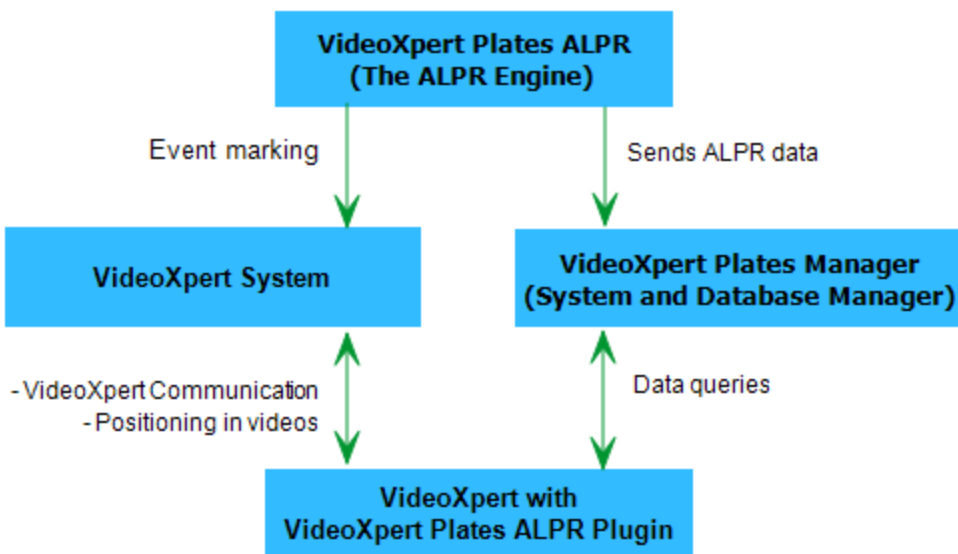 VideoXpert Plates ALPR
(The ALPR Engine)
Event marking
Sends ALPR data
VideoXpert System
VideoXpert Plates Manager
(System and Database Manager)
- VideoXpert Communication
- Positioning in videos
Data queries
VideoXpert with
VideoXpert Plates ALPR Plugin